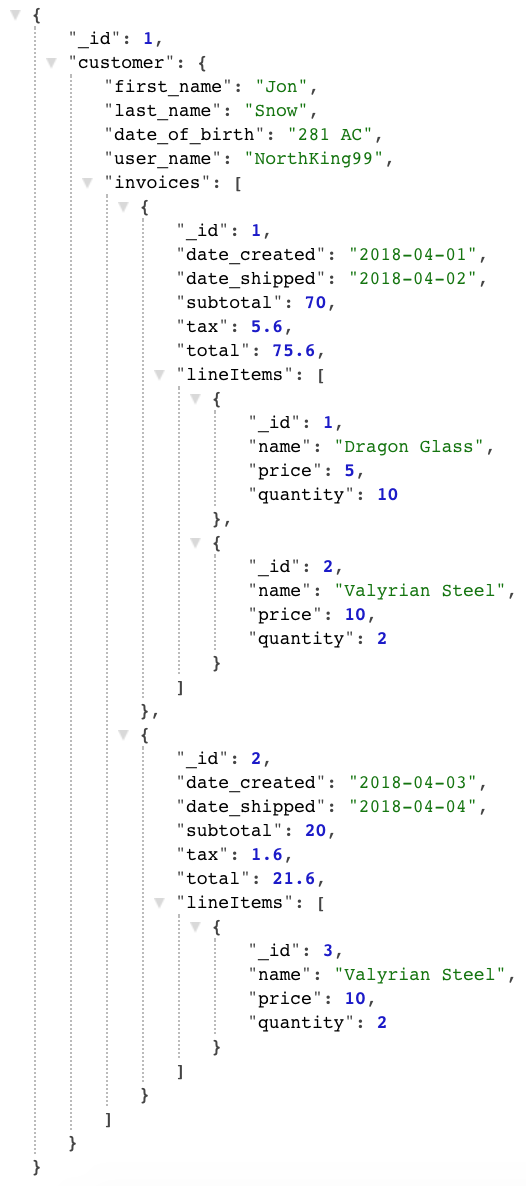 {
"_id": 1,
"customer": {
"first_name": "Jon",
"last_name": "Snow",
"date_of_birth": "281 AC",
"user_name": "NorthKing99",
"invoices": [
{
"_id": 1,
"date_created": "2018-04-01",
"date_shipped": "2018-04-02",
"subtotal": 70,
"tax": 5.6,
"total": 75.6,
"lineItems": [
{
"_id": 1,
"name": "Dragon Glass",
"price": 5,
"quantity": 10
},
{
"_id": 2,
"name": "Valyrian Steel",
"price": 10,
"quantity": 2
}
]
},
{
"_id": 2,
"date_created": "2018-04-03",
"date_shipped": "2018-04-04",
"subtotal": 20,
"tax": 1.6,
"total": 21.6,
"lineItems": [
{
"_id": 3,
"name": "Valyrian Steel",
"price": 10,
"quantity": 2
}
]
}
]
}
}